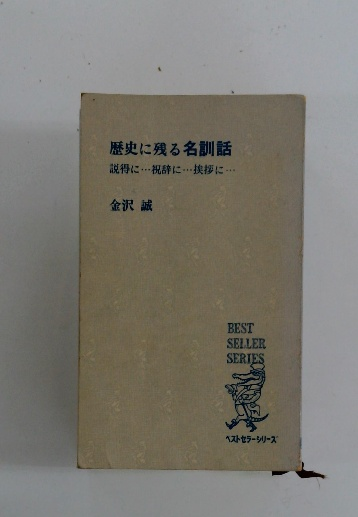 歴史に残る名訓話
説得に…祝辞に…挨拶に…
金沢 誠
BEST
SELLER
SERIES
ベストセラーシリーズ